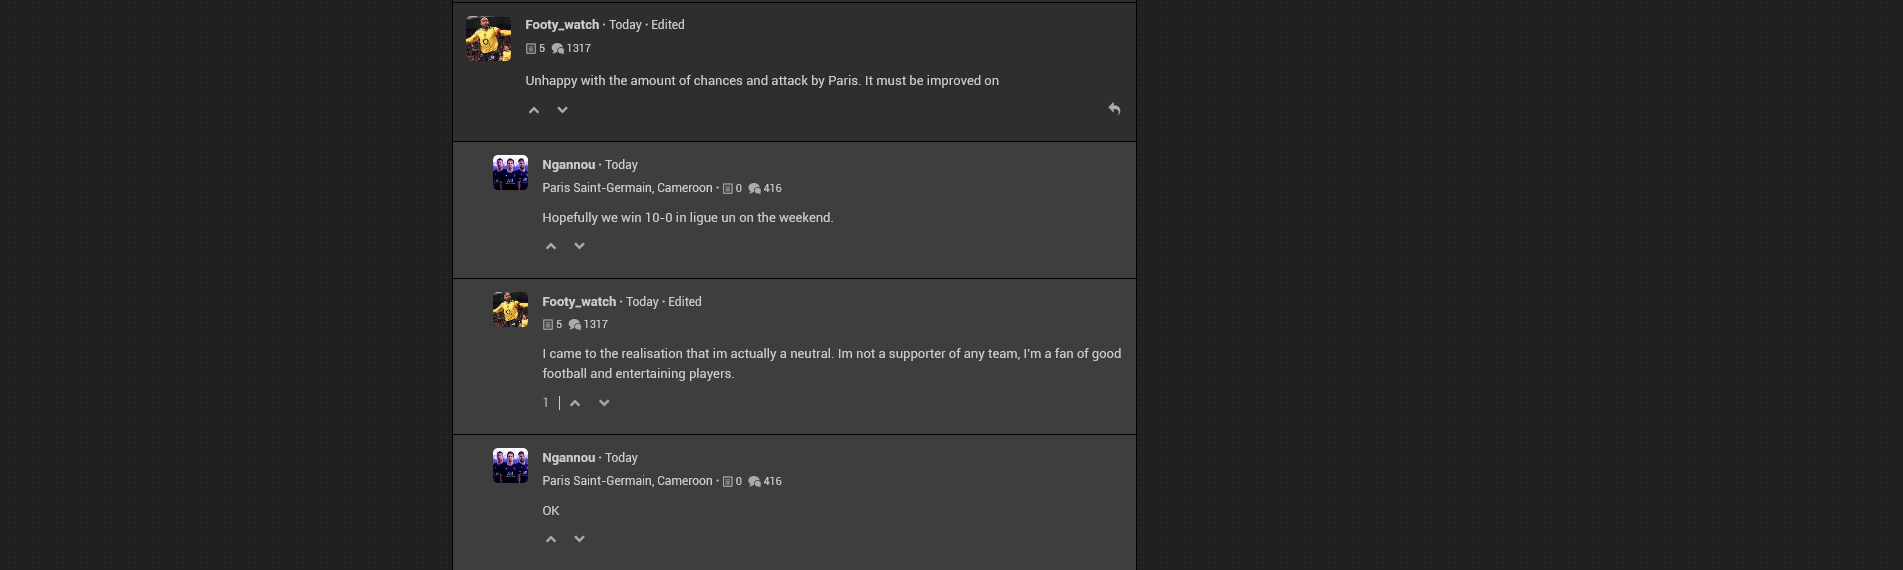 Footy_watch · Today · Edited
5 1317
Unhappy with the amount of chances and attack by Paris. It must be improved on
Ngannou · Today
Paris Saint-Germain, Cameroon · 0 416
Hopefully we win 10-0 in ligue un on the weekend.
Footy_watch · Today · Edited
5 1317
I came to the realisation that im actually a neutral. Im not a supporter of any team, I'm a fan of good
football and entertaining players.
1
Ngannou · Today
Paris Saint-Germain, Cameroon · 0 416
OK